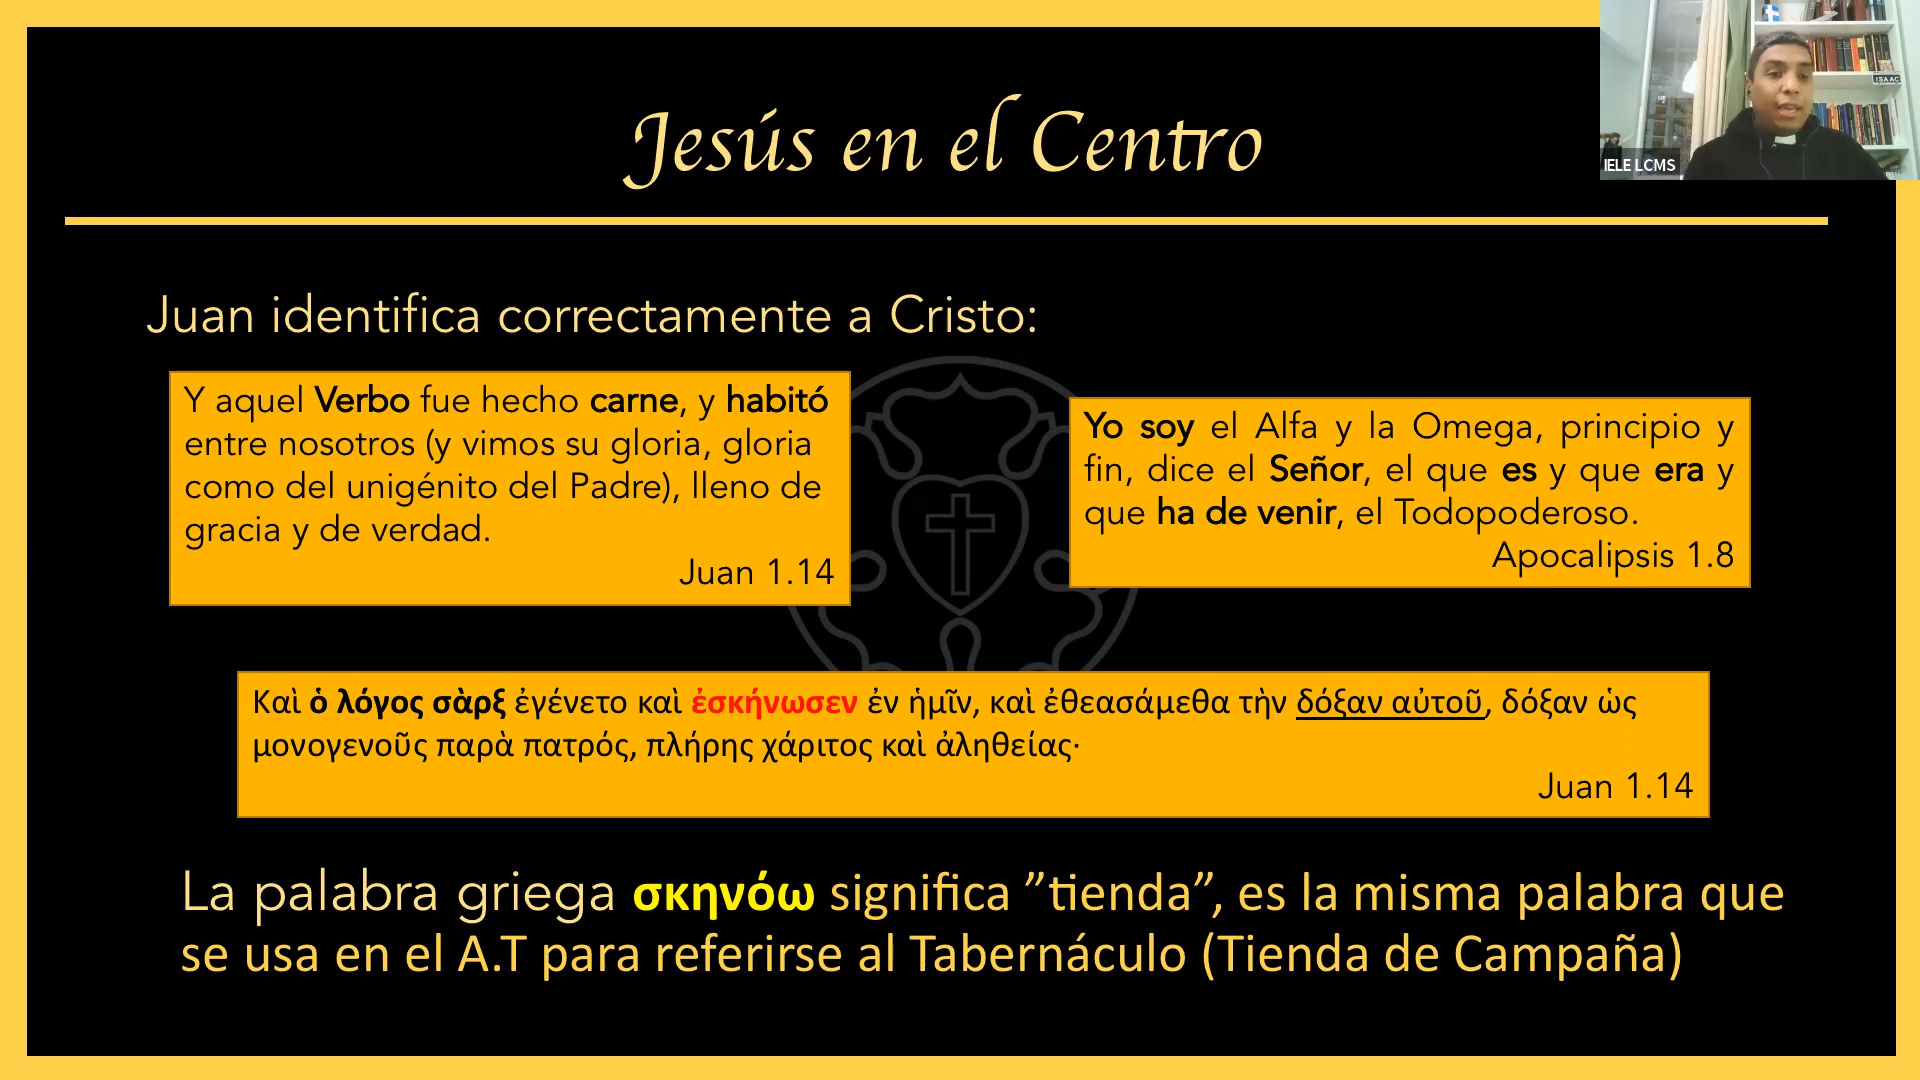 Jesús en el Centro
ISAAC
IELE LCMS
Juan identifica correctamente a Cristo:
Y aquel Verbo fue hecho carne, y habitó
entre nosotros (y vimos su gloria, gloria
como del unigénito del Padre), lleno de
gracia y de verdad.
Juan 1.14
Yo soy el Alfa y la Omega, principio y
fin, dice el Señor, el que es y que era y
que ha de venir, el Todopoderoso.
Apocalipsis 1.8
Καὶ ὁ λόγος σὰρξ ἐγένετο καὶ ἐσκήνωσεν ἐν ἡμῖν, καὶ ἐθεασάμεθα τὴν δόξαν αὐτοῦ, δόξαν ὡς
μονογενοῦς παρὰ πατρός, πλήρης χάριτος καὶ ἀληθείας·
Juan 1.14
La palabra griega σκηνόω significa ”tienda”, es la misma palabra que
se usa en el A.T para referirse al Tabernáculo (Tienda de Campaña)